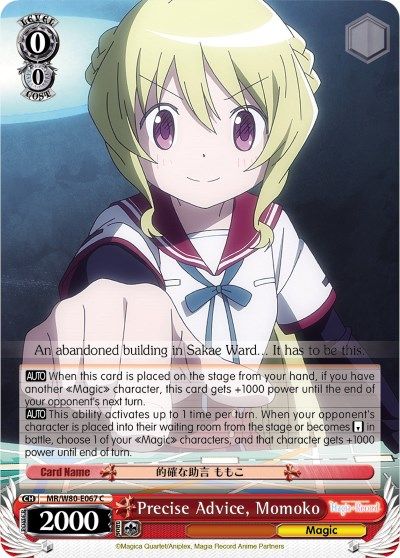 LEVEL
0
0
COST
An abandoned building in Sakae Ward... It has to be this.
AUTO When this card is placed on the stage from your hand, if you have
another «Magic» character, this card gets +1000 power until the end of
your opponent's next turn.
AUTO This ability activates up to 1 time per turn. When your opponent's
character is placed into their waiting room from the stage or becomes
in battle, choose 1 of your «Magic» characters, and that character gets +1000
power until end of turn.
Card Name 的確な助言 ももこ
CH MR/W80-E067 C
POWER 2000
Precise Advice, Momoko
Magia Record
Magic
©Magica Quartet/Aniplex, Magia Record Anime Partners